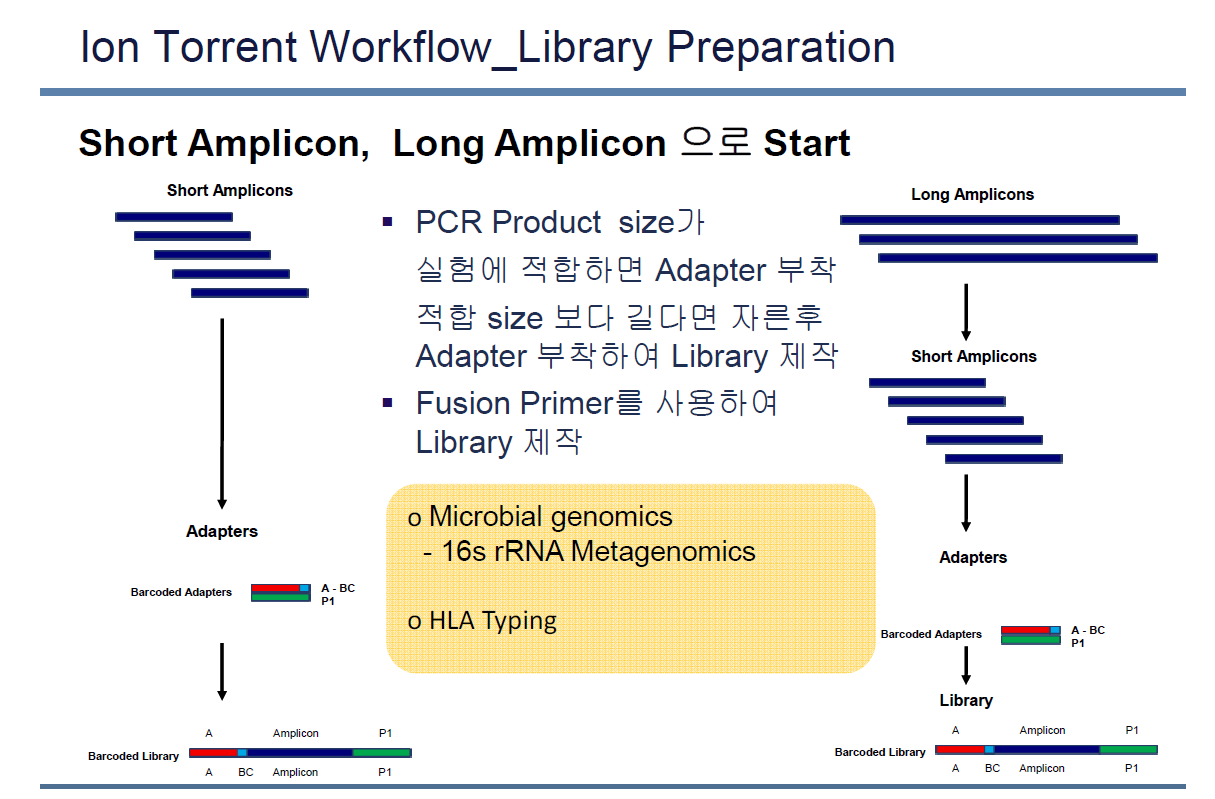 Ion Torrent Workflow_Library Preparation
Short Amplicon, Long Amplicon 으로 Start
Short Amplicons
▪ PCR Product size가
실험에 적합하면 Adapter 부착
적합 size 보다 길다면 자른후
Adapter 부착하여 Library 제작
▪ Fusion Primer를 사용하여
Library 제작
o Microbial genomics
- 16s rRNA Metagenomics
o HLA Typing
Adapters
Barcoded Adapters
A - BC
P1
A Amplicon P1
Barcoded Library
A BC Amplicon P1
Long Amplicons
Short Amplicons
Adapters
Barcoded Adapters
A - BC
P1
Library
A Amplicon P1
Barcoded Library
A BC Amplicon P1